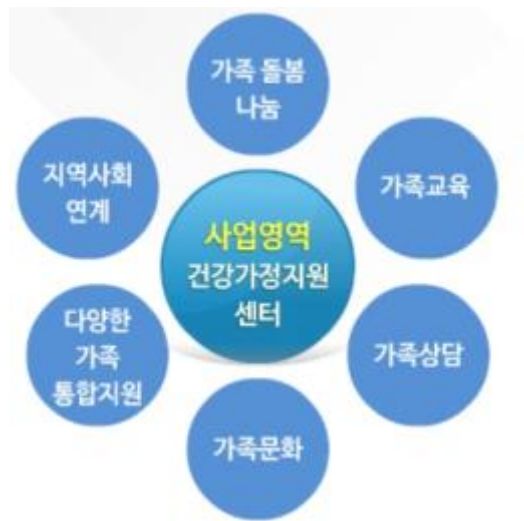 가족 돌봄
나눔
지역사회
연계
가족교육
사업영역
건강가정지원
센터
다양한
가족
통합지원
가족상담
가족문화